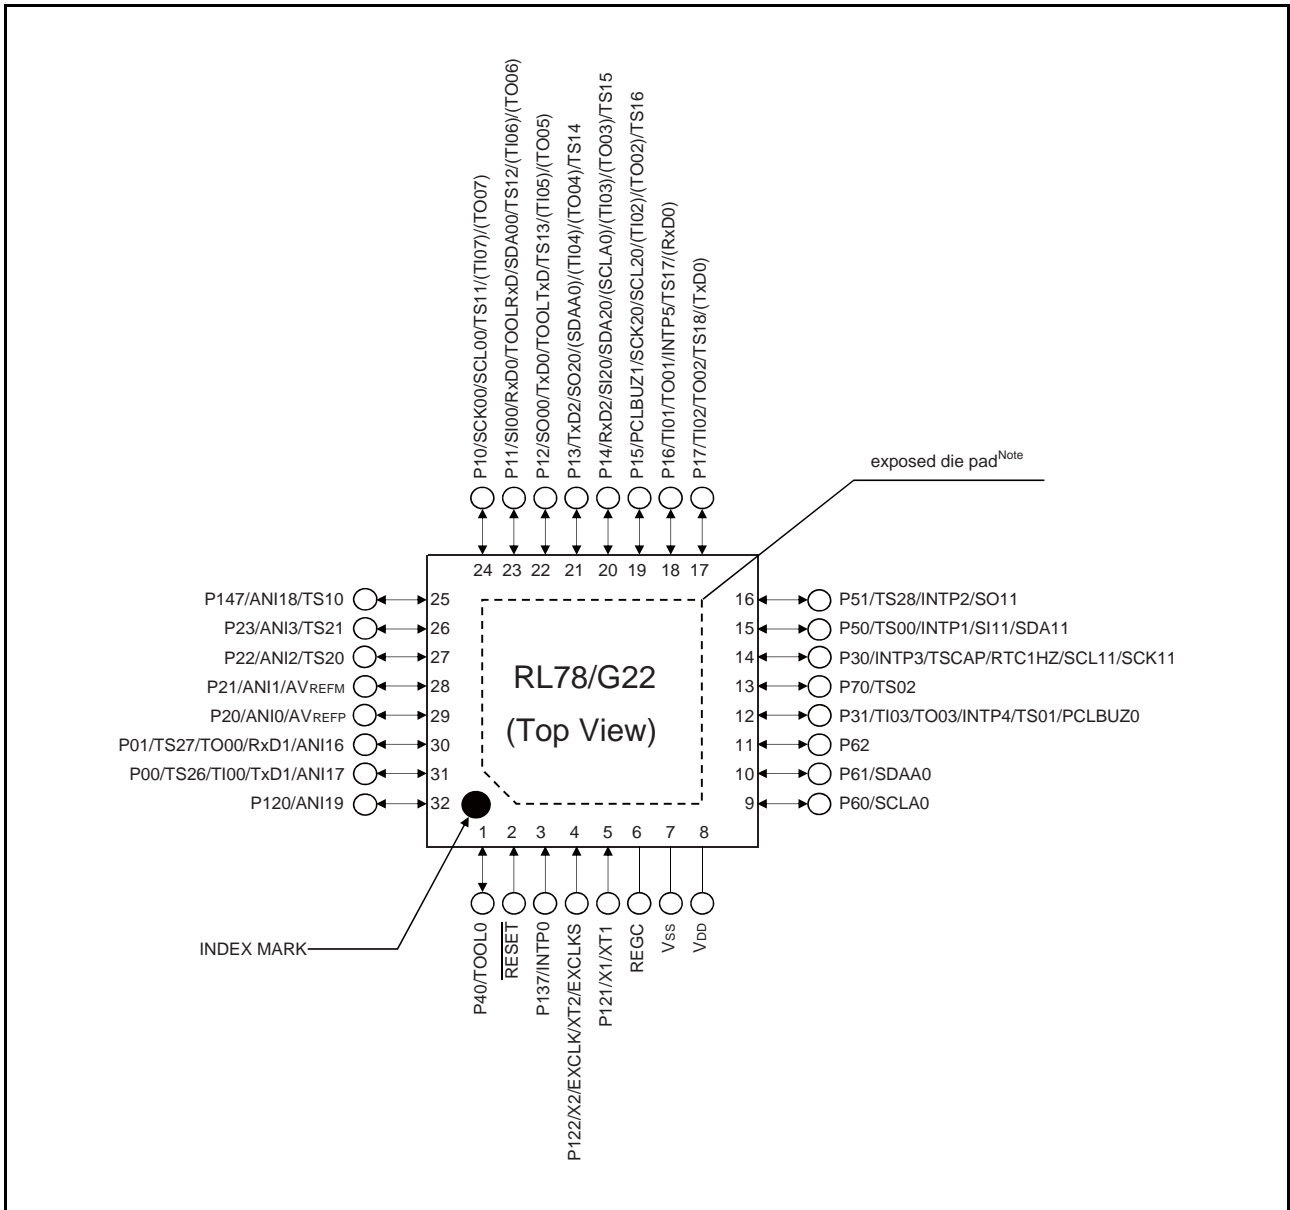 P10/SCK00/SCL00/TS11/(TI07)/(TO07)
P11/SI00/RxD0/TOOLRxD/SDA00/TS12/(TI06)/(TO06)
P12/SO00/TxD0/TOOLTxD/TS13/(TI05)/(TO05)
P13/TxD2/SO20/(SDAA0)/(TI04)/(TO04)/TS14
P14/RxD2/SI20/SDA20/(SCLA0)/(TI03)/(TO03)/TS15
P15/PCLBUZ1/SCK20/SCL20/(TI02)/(TO02)/TS16
P16/TI01/TO01/INTP5/TS17/(RxD0)
P17/TI02/TO02/TS18/(TxD0)
exposed die padNote
24 23 22 21 20 19 18 17
P147/ANI18/TS10 25
P23/ANI3/TS21 26
P22/ANI2/TS20 27
P21/ANI1/AVREFM 28
P20/ANI0/AVREFP 29
P01/TS27/TO00/RxD1/ANI16 30
P00/TS26/TI00/TxD1/ANI17 31
P120/ANI19 32
RL78/G22
(Top View)
16 P51/TS28/INTP2/SO11
15 P50/TS00/INTP1/SI11/SDA11
14 P30/INTP3/TSCAP/RTC1HZ/SCL11/SCK11
13 P70/TS02
12 P31/TI03/TO03/INTP4/TS01/PCLBUZ0
11 P62
10 P61/SDAA0
9 P60/SCLA0
1 2 3 4 5 6 7 8
INDEX MARK
P40/TOOL0
RESET
P137/INTP0
P122/X2/EXCLK/XT2/EXCLKS
P121/X1/XT1
REGC
VSS
VDD